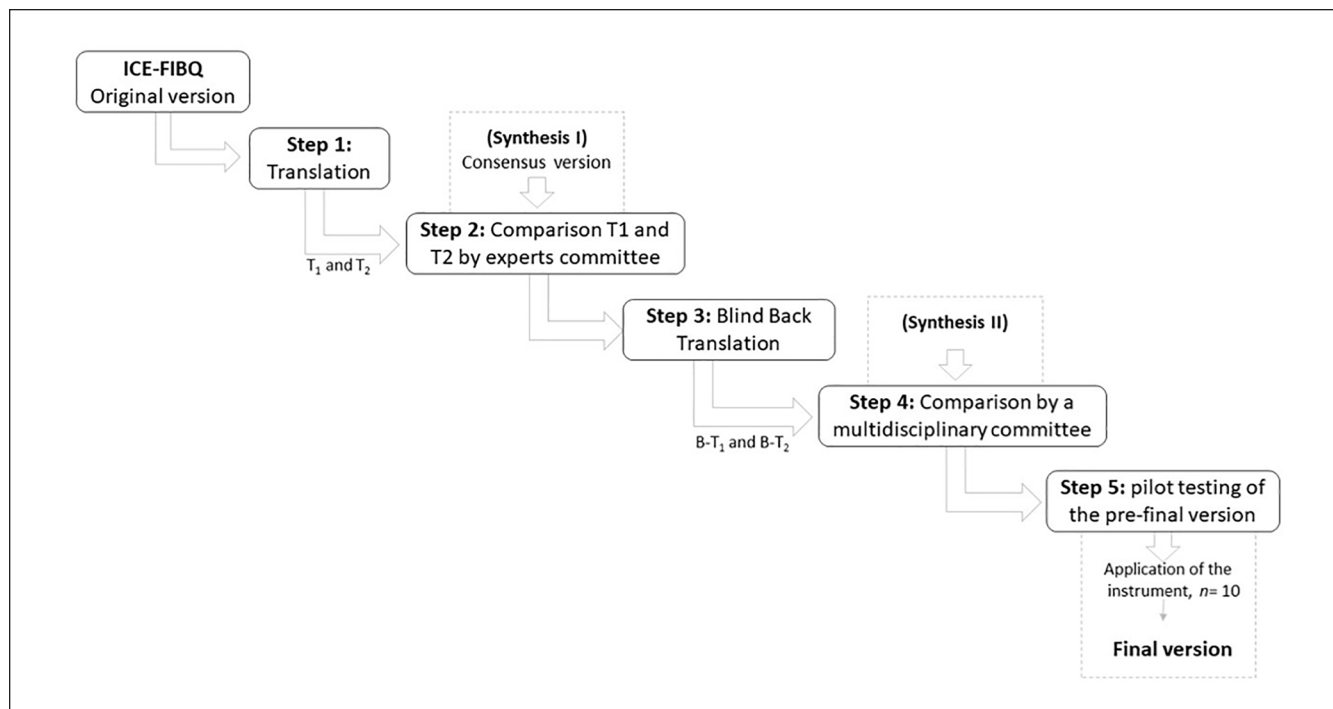 ICE-FIBQ
Original version
Step 1:
Translation
T₁ and T₂
(Synthesis I)
Consensus version
Step 2: Comparison T1 and
T2 by experts committee
Step 3: Blind Back
Translation
B-T₁ and B-T₂
(Synthesis II)
Step 4: Comparison by a
multidisciplinary committee
Step 5: pilot testing of
the pre-final version
Application of the
instrument, n= 10
Final version